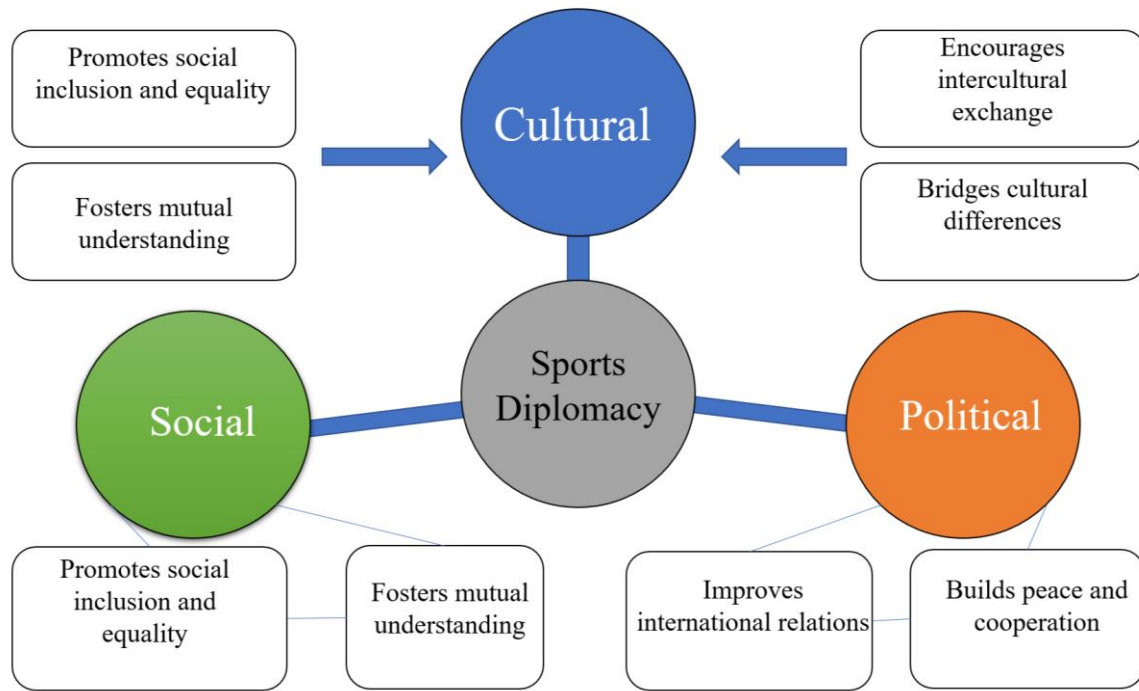 Promotes social
inclusion and equality
Fosters mutual
understanding
Cultural
Encourages
intercultural
exchange
Bridges cultural
differences
Social
Sports
Diplomacy
Political
Promotes social
inclusion and
equality
Fosters mutual
understanding
Improves
international relations
Builds peace and
cooperation